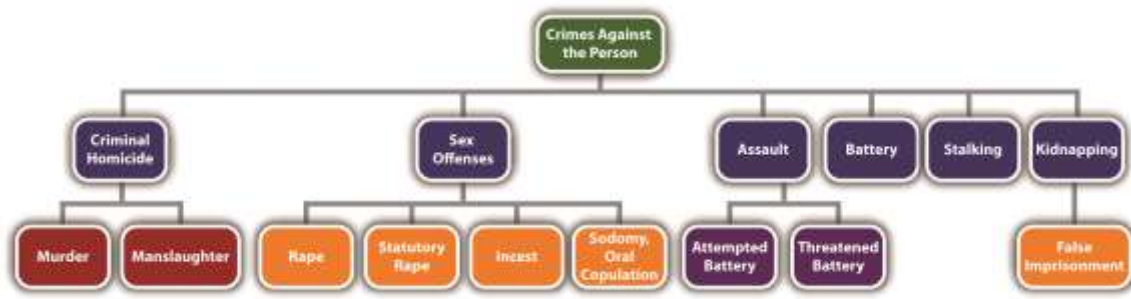 Crimes Against
the Person
Criminal
Homicide
Sex
Offenses
Assault
Battery
Stalking
Kidnapping
Murder
Manslaughter
Rape
Statutory
Rape
Incest
Sodomy,
Oral
Copulation
Attempted
Battery
Threatened
Battery
False
Imprisonment